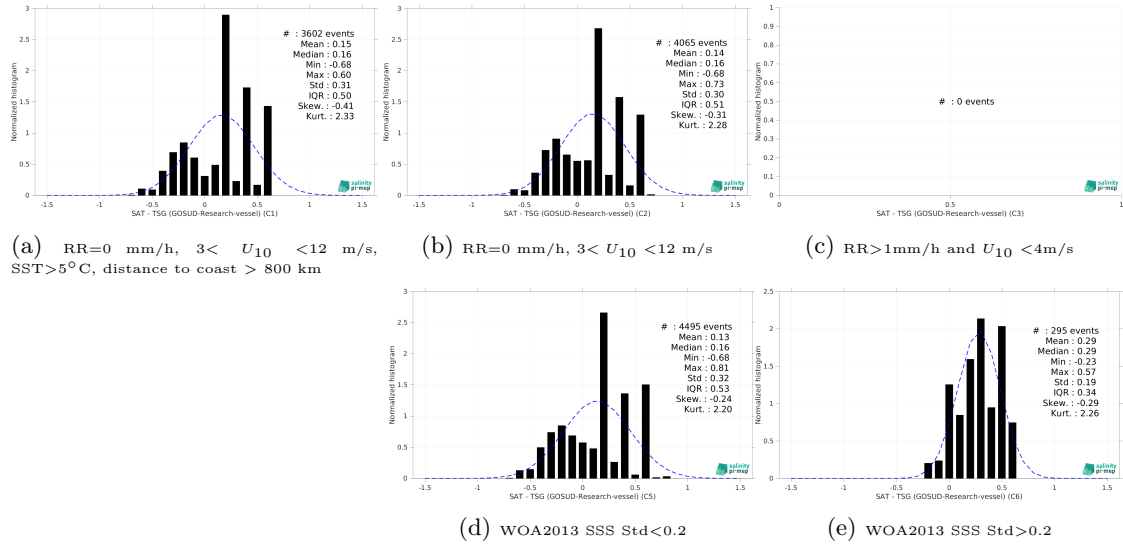 3
2.5
2
1.5
1
0.5
0
Normalized histogram
# : 3602 events
Mean : 0.15
Median : 0.16
Min : -0.68
Max : 0.60
Std : 0.31
IQR : 0.50
Skew. : -0.41
Kurt. : 2.33
salinity
pi-mep
-1.5 -1 -0.5 0 0.5 1 1.5
SAT - TSG (GOSUD-Research-vessel) (C1)
(a) RR=0 mm/h, 3< U10 <12 m/s,
SST>5°C, distance to coast > 800 km
3
2.5
2
1.5
1
0.5
0
Normalized histogram
# : 4065 events
Mean : 0.14
Median : 0.16
Min : -0.68
Max : 0.73
Std : 0.30
IQR : 0.51
Skew. : -0.31
Kurt. : 2.28
salinity
pi-mep
-1.5 -1 -0.5 0 0.5 1 1.5
SAT - TSG (GOSUD-Research-vessel) (C2)
(b) RR=0 mm/h, 3< U10 <12 m/s
1
0.9
0.8
0.7
0.6
0.5
0.4
0.3
0.2
0.1
0
Normalized histogram
# : 0 events
salinity
pi-mep
0 0.5 1
SAT - TSG (GOSUD-Research-vessel) (C3)
(c) RR>1mm/h and U10 <4m/s
3
2.5
2
1.5
1
0.5
0
Normalized histogram
# : 4495 events
Mean : 0.13
Median : 0.16
Min : -0.68
Max : 0.81
Std : 0.32
IQR : 0.53
Skew. : -0.24
Kurt. : 2.20
salinity
pi-mep
-1.5 -1 -0.5 0 0.5 1 1.5
SAT - TSG (GOSUD-Research-vessel) (C5)
(d) WOA2013 SSS Std<0.2
2.5
2
1.5
1
0.5
0
Normalized histogram
# : 295 events
Mean : 0.29
Median : 0.29
Min : -0.23
Max : 0.57
Std : 0.19
IQR : 0.34
Skew. : -0.29
Kurt. : 2.26
salinity
pi-mep
-1.5 -1 -0.5 0 0.5 1 1.5
SAT - TSG (GOSUD-Research-vessel) (C6)
(e) WOA2013 SSS Std>0.2